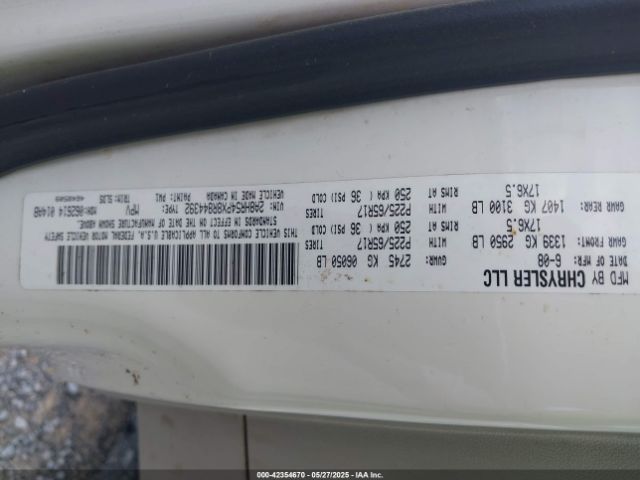 MFD BY CHRYSLER LLC
DATE OF MFR: 6-08 GVWR: 2745 KG 06050 LB
GAWR FRONT: 1339 KG 2950 LB WITH P225/65R17 TIRES
17X6.5 RIMS AT 250 KPA( 36 PSI) COLD
GAWR REAR: 1407 KG 3100 LB WITH P225/65R17 TIRES
17X6.5 RIMS AT 250 KPA( 36 PSI) COLD
THIS VEHICLE CONFORMS TO ALL APPLICABLE U.S.A. FEDERAL MOTOR VEHICLE SAFETY
STANDARDS IN EFFECT ON THE DATE OF MANUFACTURE SHOWN ABOVE.
VIN: 2A8HR54PX8R844392 TYPE: MPV
VEHICLE MADE IN CANADA PAINT: TRIM:
000-42354670 05/27/2025 COPYRIGHT IAA, LLC